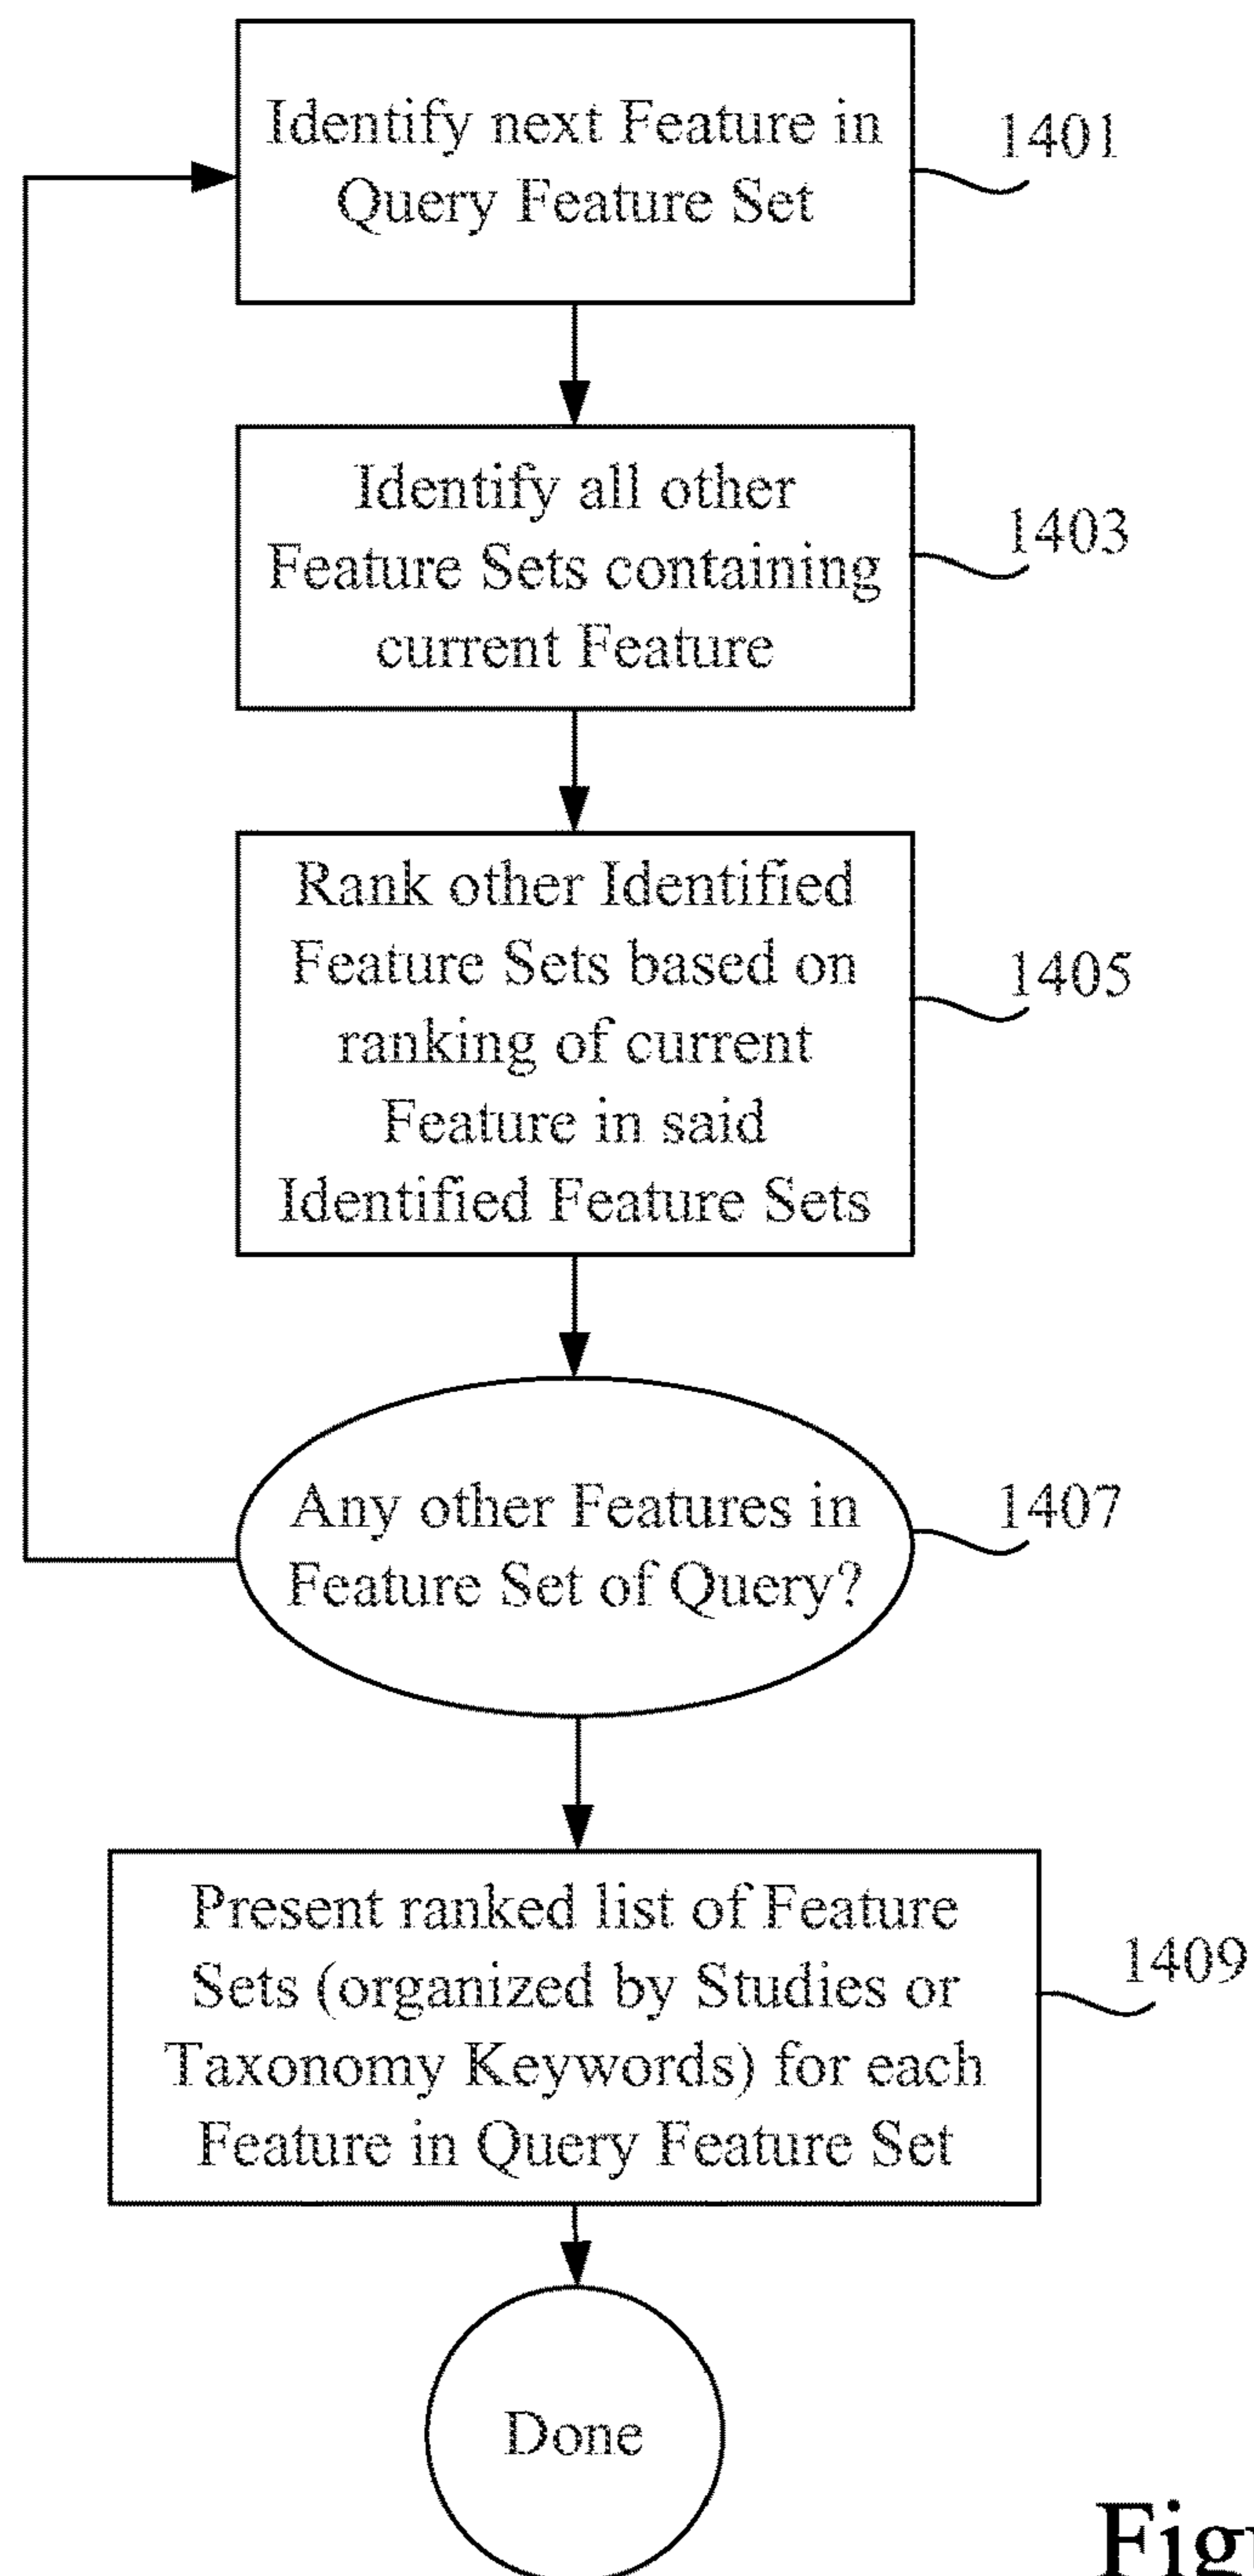 Identify next Feature in
Query Feature Set
1401
Identify all other
Feature Sets containing
current Feature
1403
Rank other Identified
Feature Sets based on
ranking of current
Feature in said
Identified Feature Sets
1405
Any other Features in
Feature Set of Query?
1407
Present ranked list of Feature
Sets (organized by Studies or
Taxonomy Keywords) for each
Feature in Query Feature Set
1409
Done